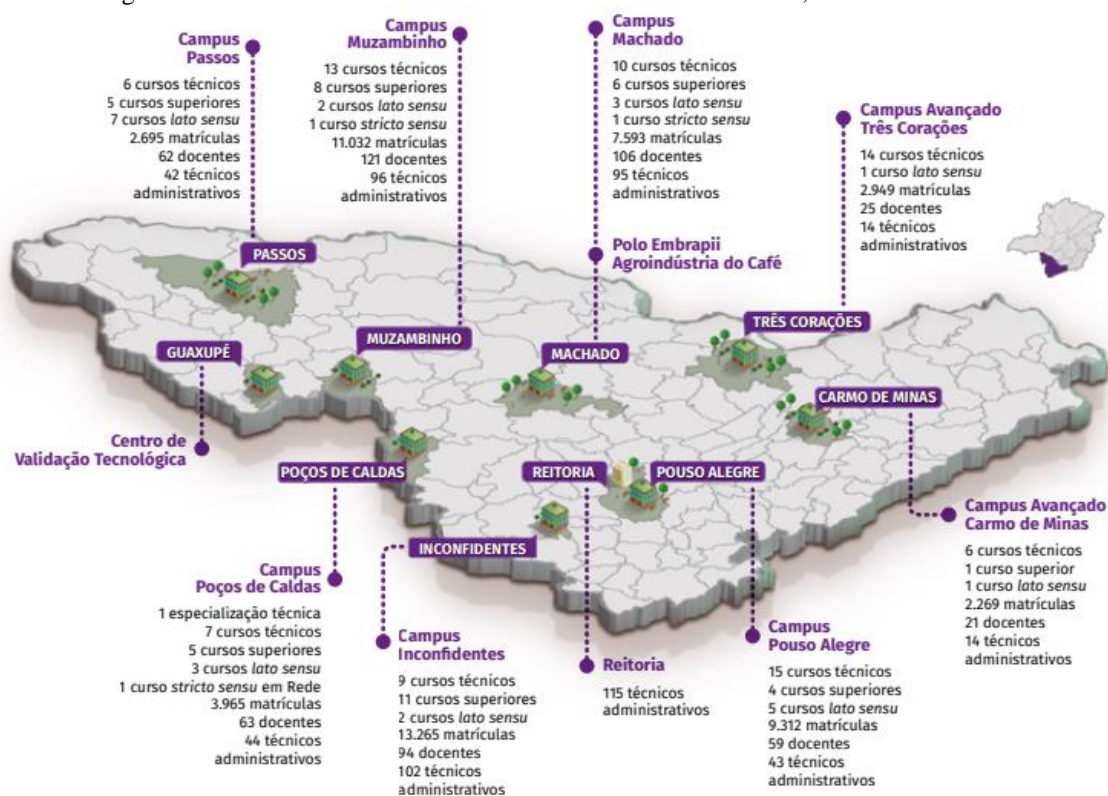 Campus
Passos
6 cursos técnicos
5 cursos superiores
7 cursos lato sensu
2.695 matrículas
62 docentes
42 técnicos
administrativos
Campus
Muzambinho
13 cursos técnicos
8 cursos superiores
2 cursos lato sensu
1 curso stricto sensu
11.032 matrículas
121 docentes
96 técnicos
administrativos
Campus
Machado
10 cursos técnicos
6 cursos superiores
3 cursos lato sensu
1 curso stricto sensu
7.593 matrículas
106 docentes
95 técnicos
administrativos
Polo Embrapii
Agroindústria do Café
Campus Avançado
Três Corações
14 cursos técnicos
1 curso lato sensu
2.949 matrículas
25 docentes
14 técnicos
administrativos
PASSOS
GUAXUPÉ
MUZAMBINHO
MACHADO
TRÊS CORAÇÕES
CARMO DE MINAS
POÇOS DE CALDAS
REITORIA
POUSO ALEGRE
INCONFIDENTES
Centro de
Validação Tecnológica
Campus
Poços de Caldas
1 especialização técnica
7 cursos técnicos
5 cursos superiores
3 cursos lato sensu
1 curso stricto sensu em Rede
3.965 matrículas
63 docentes
44 técnicos
administrativos
Campus
Inconfidentes
9 cursos técnicos
11 cursos superiores
2 cursos lato sensu
13.265 matrículas
94 docentes
102 técnicos
administrativos
Reitoria
115 técnicos
administrativos
Campus
Pouso Alegre
15 cursos técnicos
4 cursos superiores
5 cursos lato sensu
9.312 matrículas
59 docentes
43 técnicos
administrativos
Campus Avançado
Carmo de Minas
6 cursos técnicos
1 curso superior
1 curso lato sensu
2.269 matrículas
21 docentes
14 técnicos
administrativos